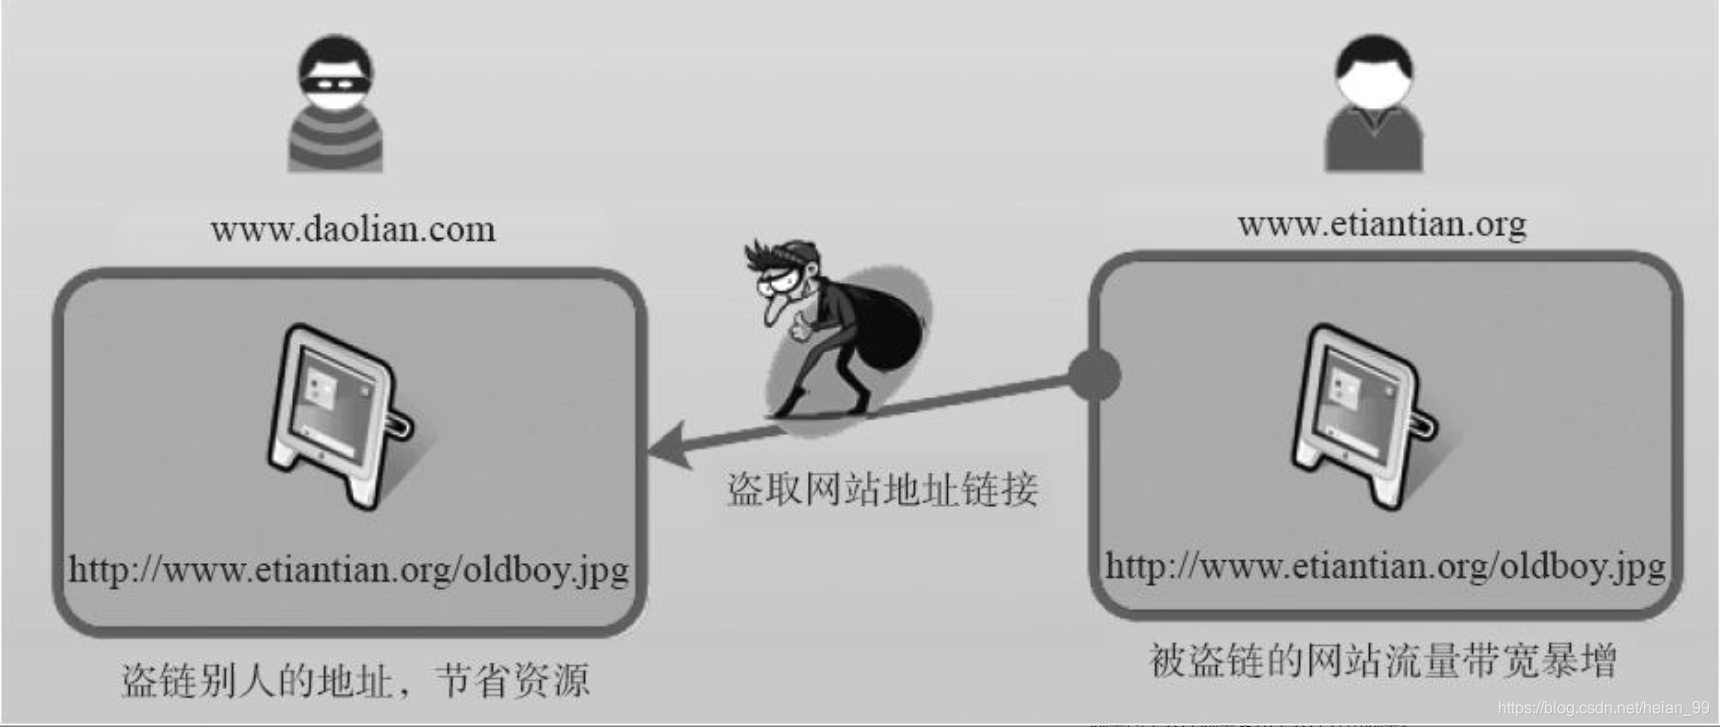 www.daolian.com
www.etiantian.org
盗取网站地址链接
http://www.etiantian.org/oldboy.jpg
http://www.etiantian.org/oldboy.jpg
盗链别人的地址，节省资源
被盗链的网站流量带宽暴增
https://blog.csdn.net/heian_99